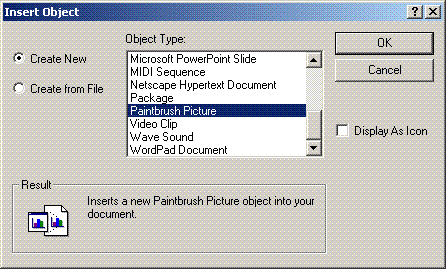 Insert Object
Create New
Create from File
Object Type:
Microsoft PowerPoint Slide
MIDI Sequence
Netscape Hypertext Document
Package
Paintbrush Picture
Video Clip
Wave Sound
WordPad Document
OK
Cancel
Display As Icon
Result
Inserts a new Paintbrush Picture object into your
document.